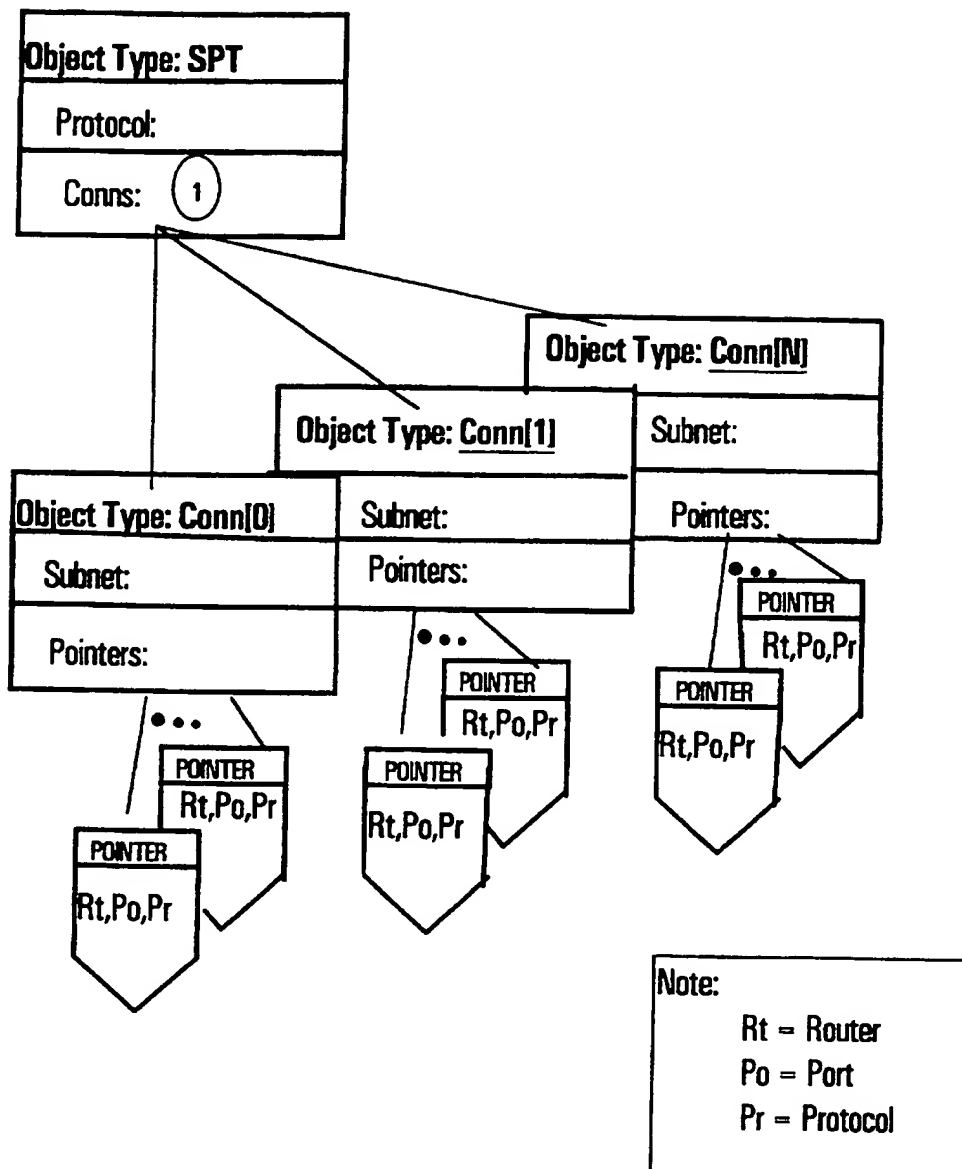 Object Type: SPT
Protocol:
Conns: 1
Object Type: Conn[N]
Subnet:
Pointers:
Object Type: Conn[1]
Subnet:
Pointers:
Object Type: Conn[0]
Subnet:
Pointers:
POINTER
Rt,Po,Pr
POINTER
Rt,Po,Pr
POINTER
Rt,Po,Pr
POINTER
Rt,Po,Pr
POINTER
Rt,Po,Pr
POINTER
Rt,Po,Pr
Note:
Rt = Router
Po = Port
Pr = Protocol